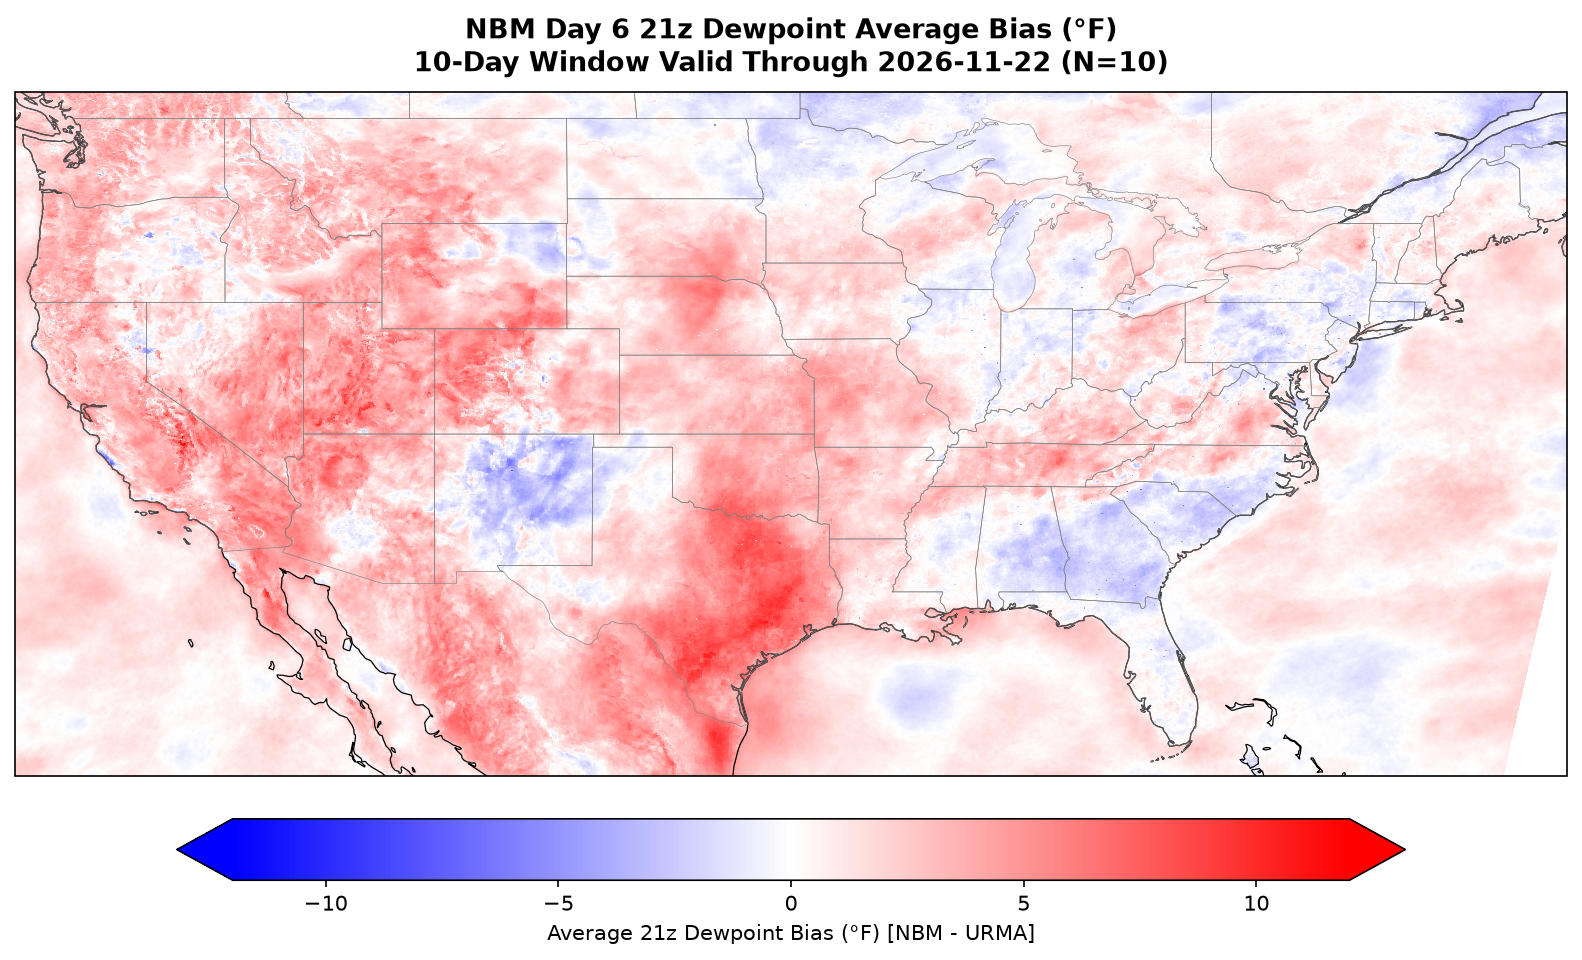 NBM Day 6 21z Dewpoint Average Bias (°F)
10-Day Window Valid Through 2026-11-22 (N=10)
−10 −5 0 5 10
Average 21z Dewpoint Bias (°F) [NBM - URMA]